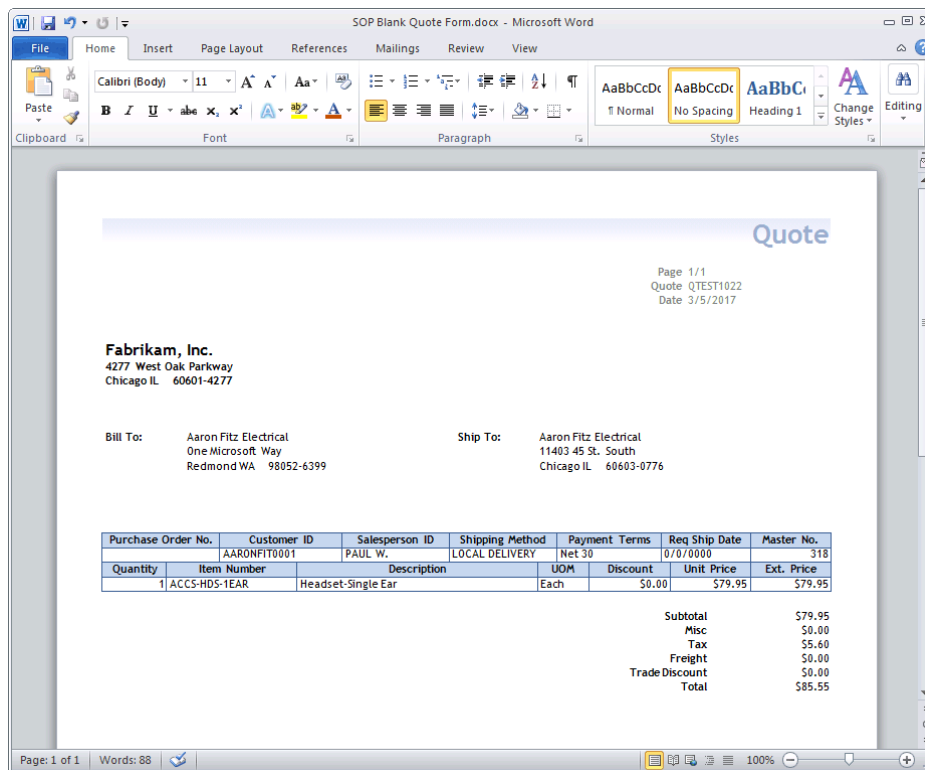 SOP Blank Quote Form.docx - Microsoft Word
File Home Insert Page Layout References Mailings Review View
Calibri (Body) 11
Paste
B I U abc x₂ x²
AaBbCcDc AaBbCcDc AaBbC
¶ Normal No Spacing Heading 1
Change Styles
Editing
Clipboard Font Paragraph Styles
Quote
Page 1/1
Quote QTEST1022
Date 3/5/2017
Fabrikam, Inc.
4277 West Oak Parkway
Chicago IL 60601-4277
Bill To: Aaron Fitz Electrical Ship To: Aaron Fitz Electrical
One Microsoft Way 11403 45 St. South
Redmond WA 98052-6399 Chicago IL 60603-0776
Purchase Order No. Customer ID Salesperson ID Shipping Method Payment Terms Req Ship Date Master No.
AARONFIT0001 PAUL W. LOCAL DELIVERY Net 30 0/0/0000 318
Quantity Item Number Description UOM Discount Unit Price Ext. Price
1 ACCS-HDS-1EAR Headset-Single Ear Each $0.00 $79.95 $79.95
Subtotal $79.95
Misc $0.00
Tax $5.60
Freight $0.00
Trade Discount $0.00
Total $85.55
Page: 1 of 1 Words: 88 100%